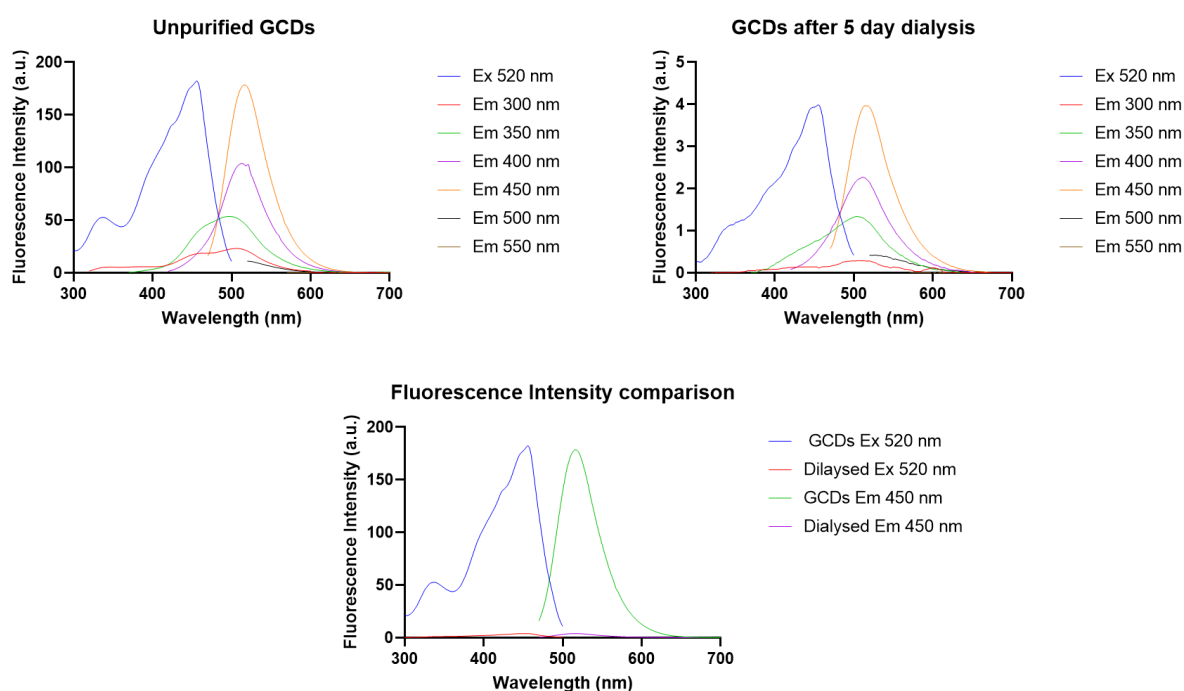 Unpurified GCDs
Fluorescence Intensity (a.u.)
200
150
100
50
0
300 400 500 600 700
Wavelength (nm)
Ex 520 nm
Em 300 nm
Em 350 nm
Em 400 nm
Em 450 nm
Em 500 nm
Em 550 nm
GCDs after 5 day dialysis
Fluorescence Intensity (a.u.)
5
4
3
2
1
0
300 400 500 600 700
Wavelength (nm)
Ex 520 nm
Em 300 nm
Em 350 nm
Em 400 nm
Em 450 nm
Em 500 nm
Em 550 nm
Fluorescence Intensity comparison
Fluorescence Intensity (a.u.)
200
150
100
50
0
300 400 500 600 700
Wavelength (nm)
GCDs Ex 520 nm
Dilaysed Ex 520 nm
GCDs Em 450 nm
Dialysed Em 450 nm